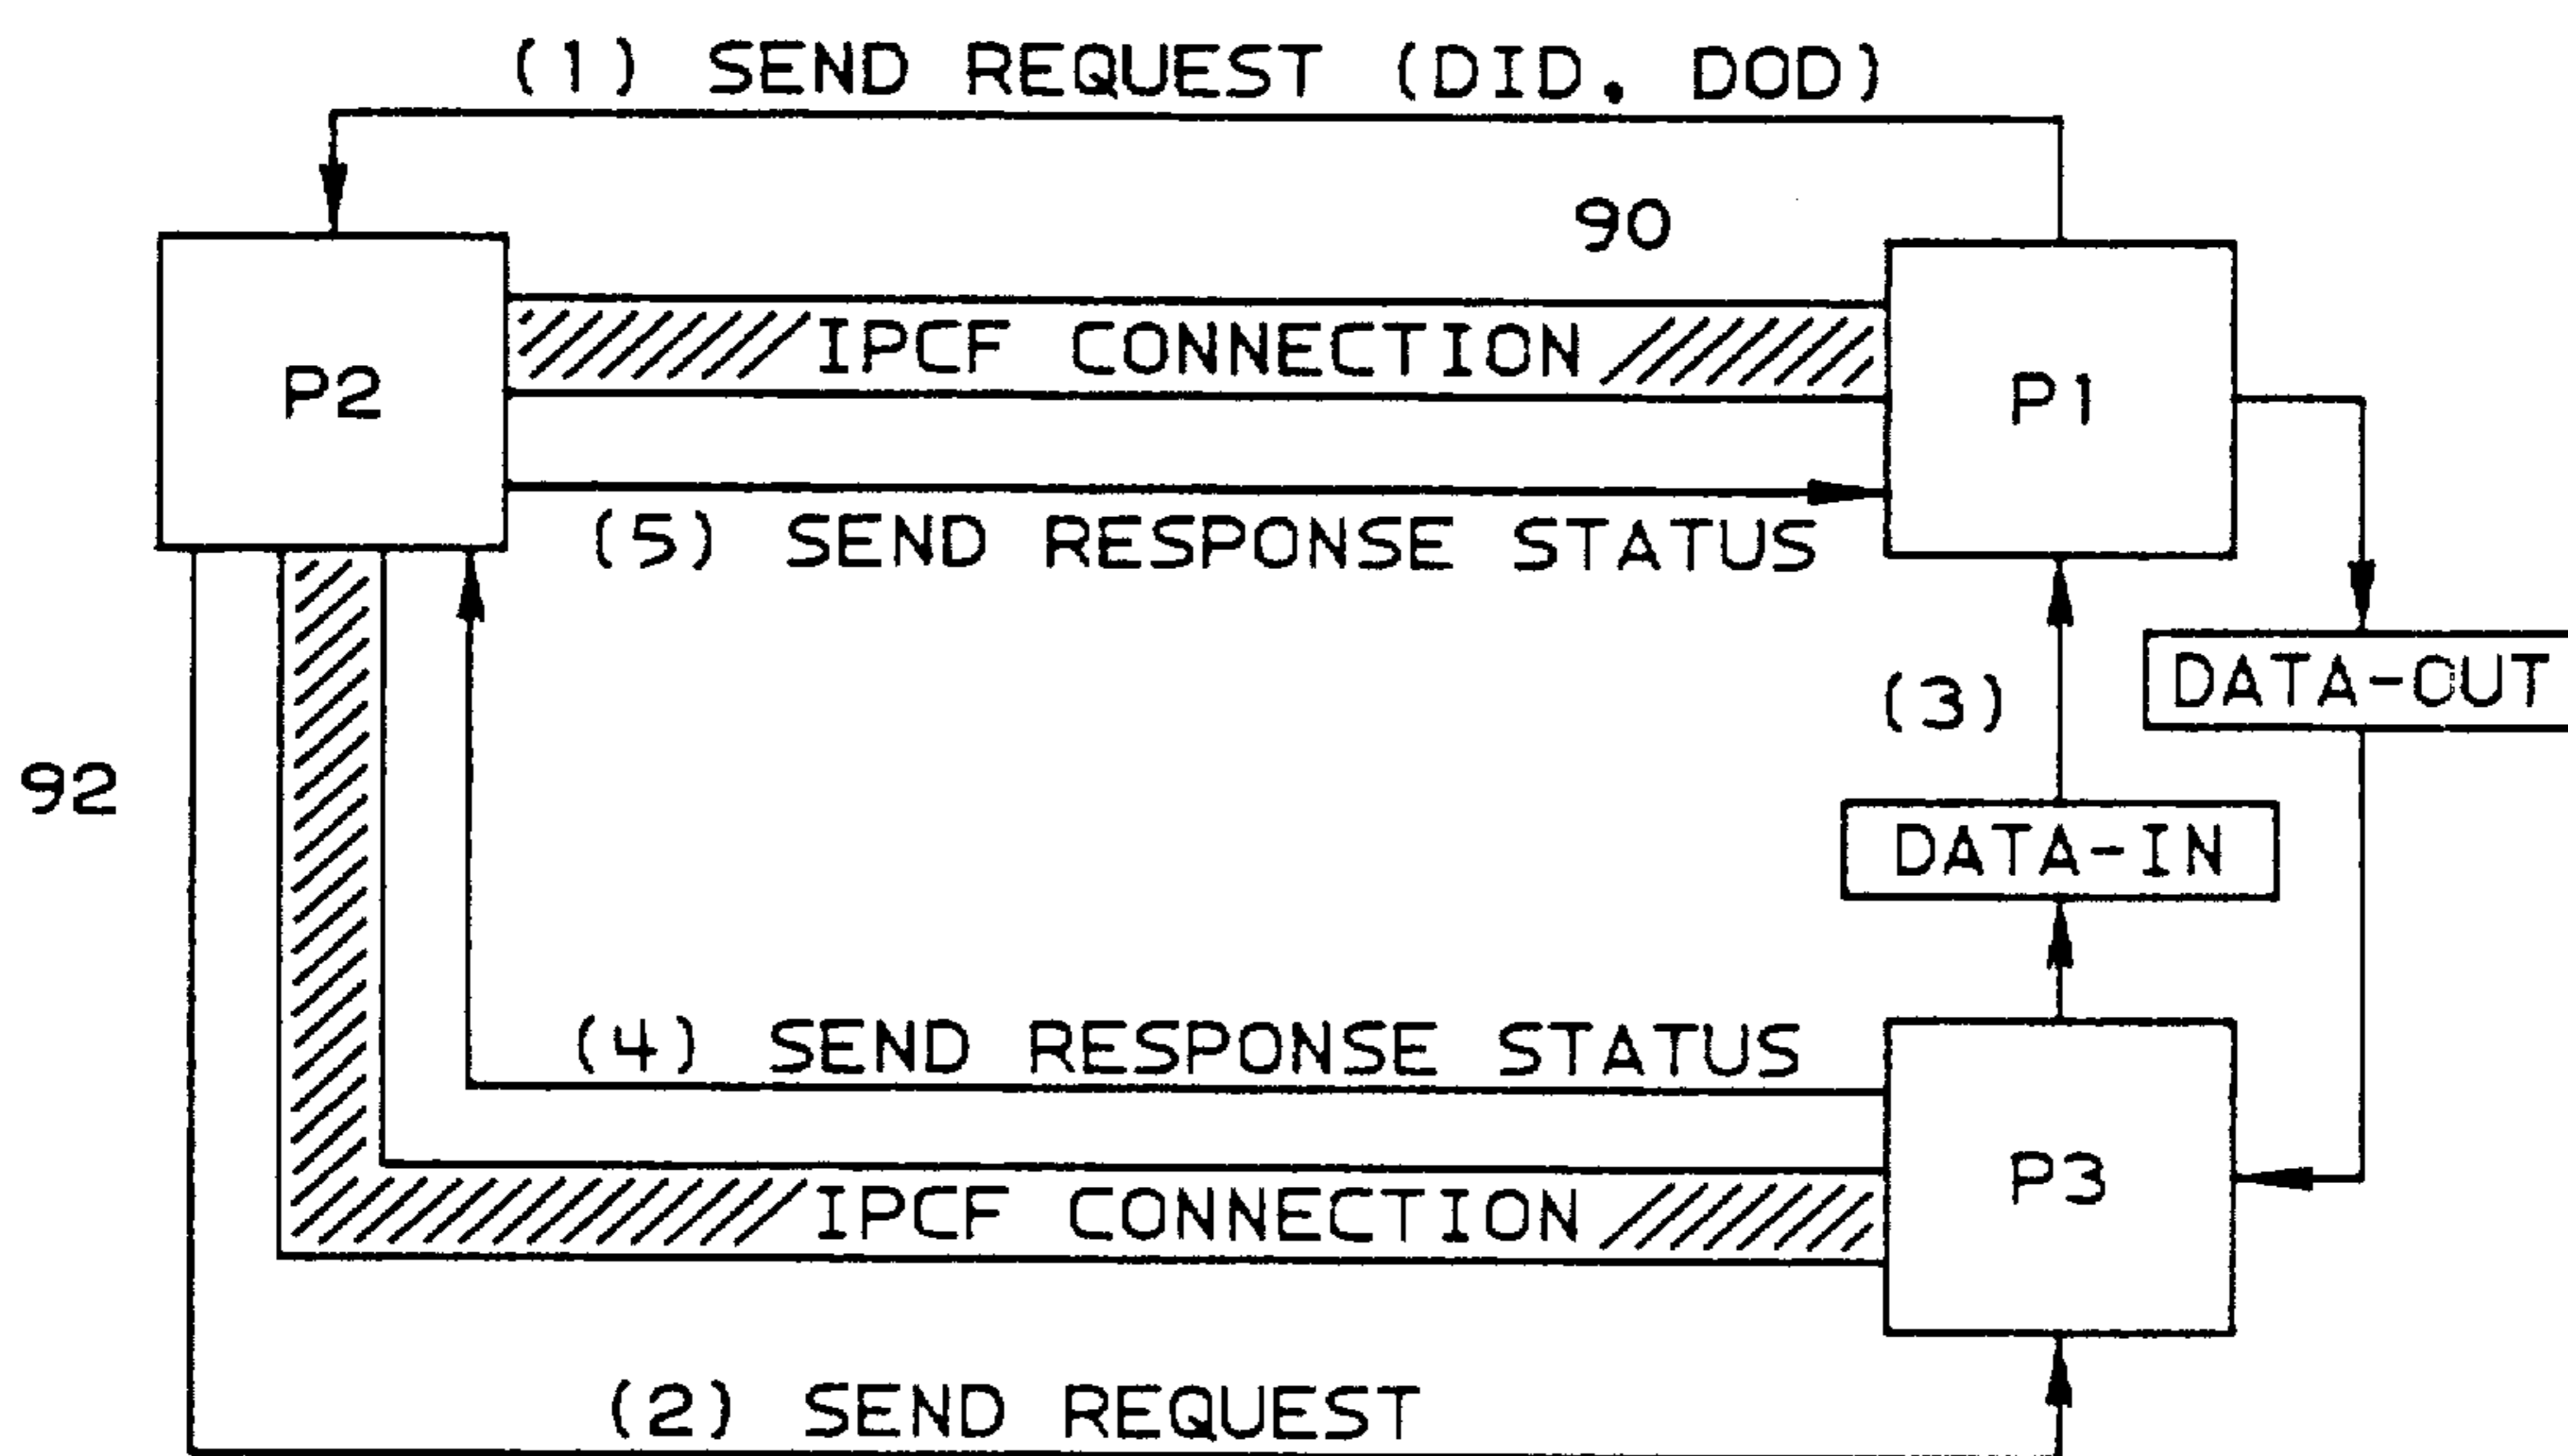 (1) SEND REQUEST (DID, DOD)
90
P2
IPCF CONNECTION
P1
(5) SEND RESPONSE STATUS
DATA-OUT
(3)
92
DATA-IN
(4) SEND RESPONSE STATUS
P3
IPCF CONNECTION
(2) SEND REQUEST